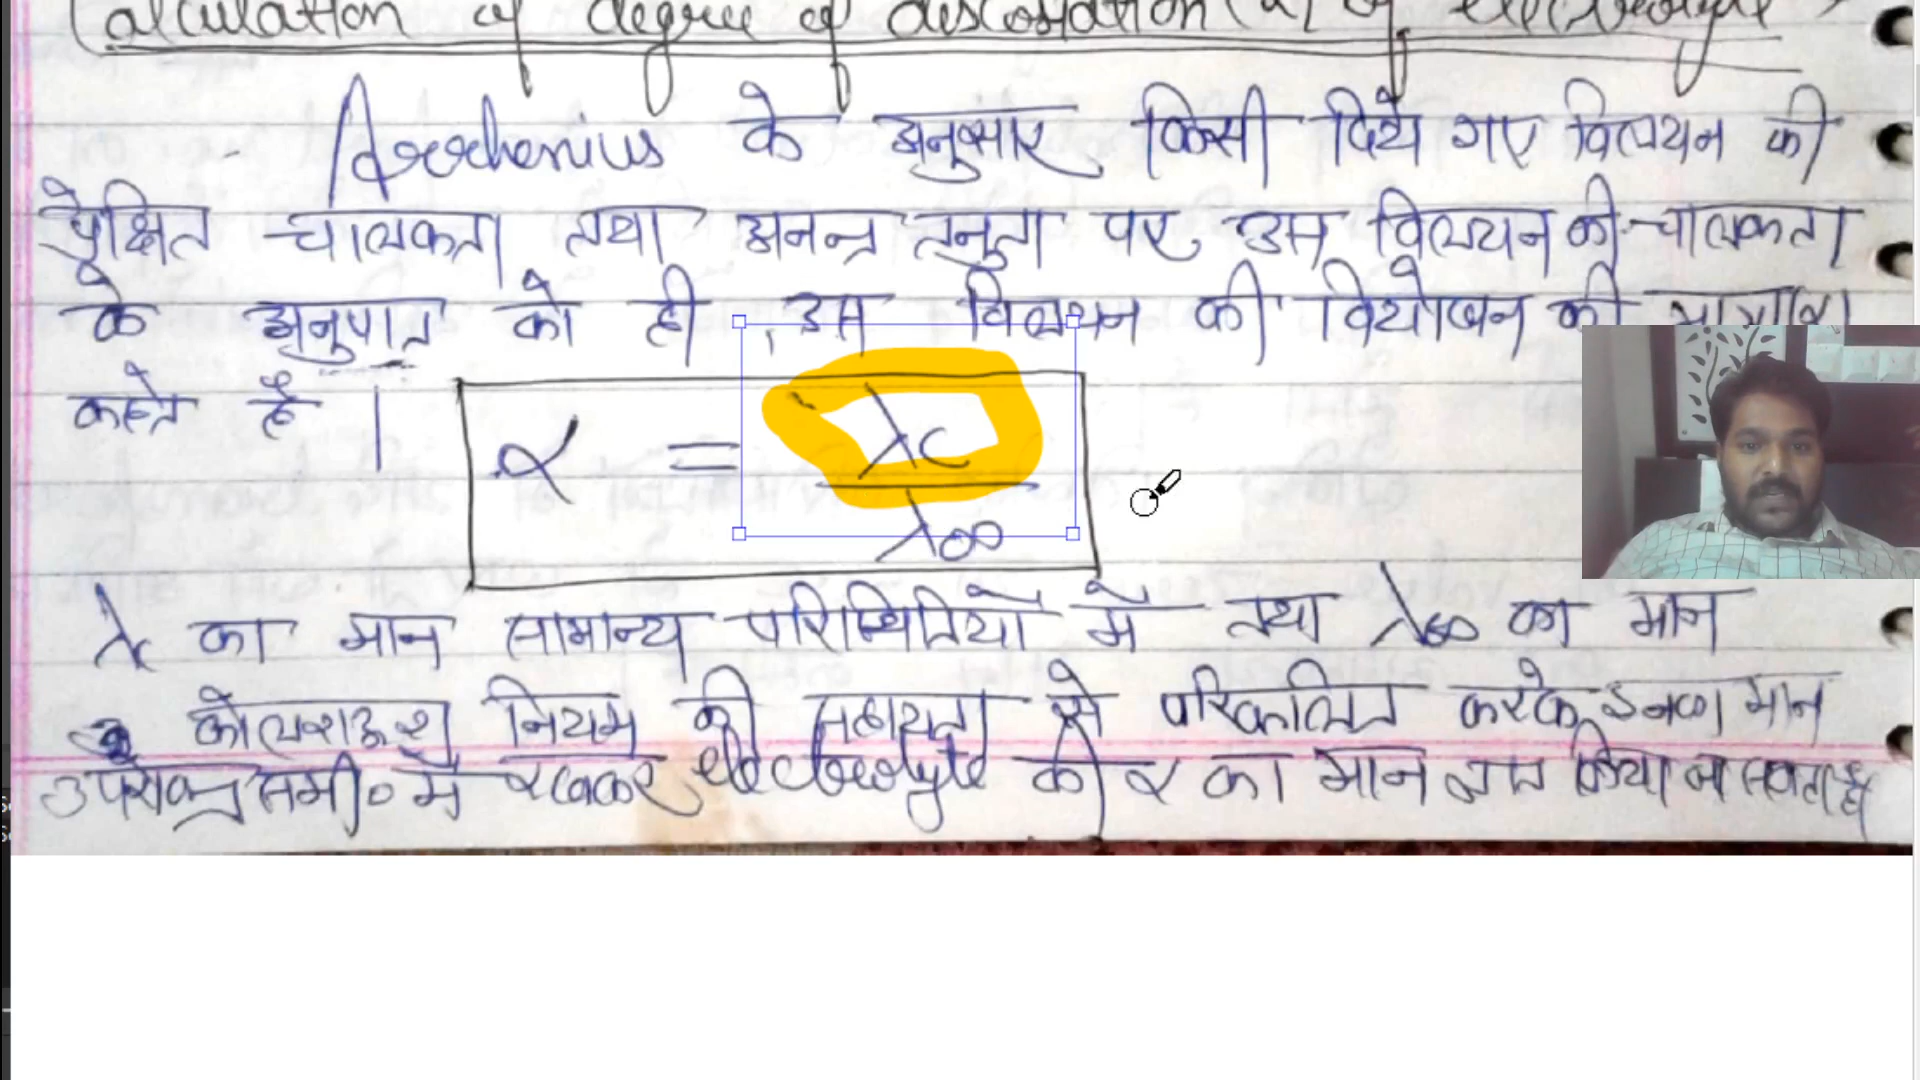 Calculation of degree of dissociation (α) of electrolyte
Arrhenius के अनुसार किसी दिये गए विलयन की
प्रेक्षित चालकता तथा अनन्त तनुता पर उस विलयन की चालकता
के अनुपात को ही उस विलयन की वियोजन की मात्रा
कहते है |
α = λc
λ∞
λc का मान सामान्य परिस्थितियों में तथा λ∞ का मान
कोलराऊश नियम की सहायता से परिकलित करके इनका मान
उपरोक्त समी० में रखकर electrolyte की α का मान ज्ञात किया जा सकता है